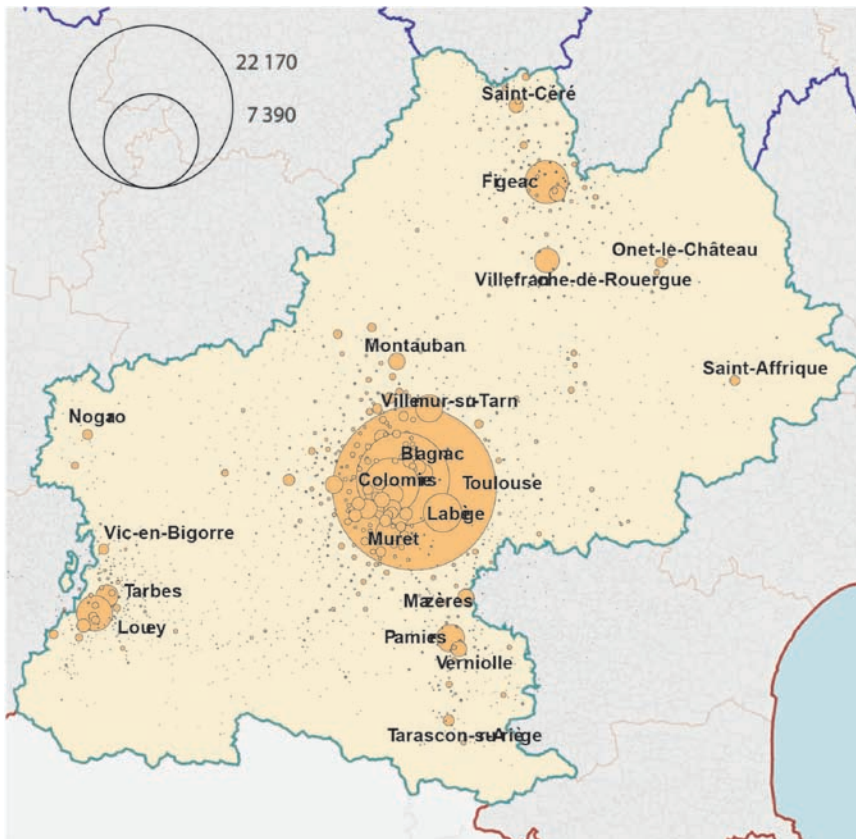 22 170
7 390
Saint-Céré
Figeac
Onet-le-Château
Villefranche-de-Rouergue
Montauban
Saint-Affrique
Villemur-sur-Tarn
Nogaro
Blagnac
Colomiers
Toulouse
Labège
Muret
Vic-en-Bigorre
Tarbes
Louey
Mazères
Pamiers
Verniolle
Tarascon-sur-Ariège